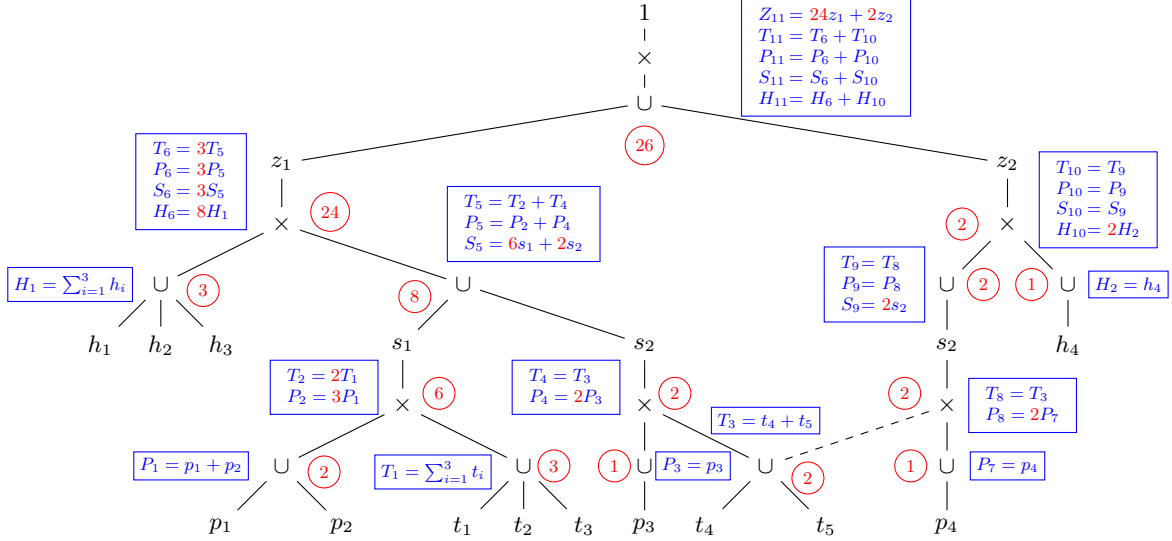 1
Z₁₁ = 24z₁ + 2z₂
T₁₁ = T₆ + T₁₀
P₁₁ = P₆ + P₁₀
S₁₁ = S₆ + S₁₀
H₁₁= H₆ + H₁₀
×
∪
26
T₆ = 3T₅
P₆ = 3P₅
S₆ = 3S₅
H₆= 8H₁
z₁
z₂
T₁₀ = T₉
P₁₀ = P₉
S₁₀ = S₉
H₁₀= 2H₂
×
24
T₅ = T₂ + T₄
P₅ = P₂ + P₄
S₅ = 6s₁ + 2s₂
2
×
H₁ = ∑³ᵢ₌₁ hᵢ
∪
3
8
∪
T₉ = T₈
P₉= P₈
S₉= 2s₂
∪
2
1
∪
H₂ = h₄
h₁
h₂
h₃
s₁
s₂
s₂
h₄
T₂ = 2T₁
P₂ = 3P₁
×
6
T₄ = T₃
P₄ = 2P₃
×
2
T₃ = t₄ + t₅
2
×
T₈ = T₃
P₈ = 2P₇
P₁ = p₁ + p₂
∪
2
T₁ = ∑³ᵢ₌₁ tᵢ
∪
3
1
∪
P₃ = p₃
∪
2
1
∪
P₇ = p₄
p₁
p₂
t₁
t₂
t₃
p₃
t₄
t₅
p₄